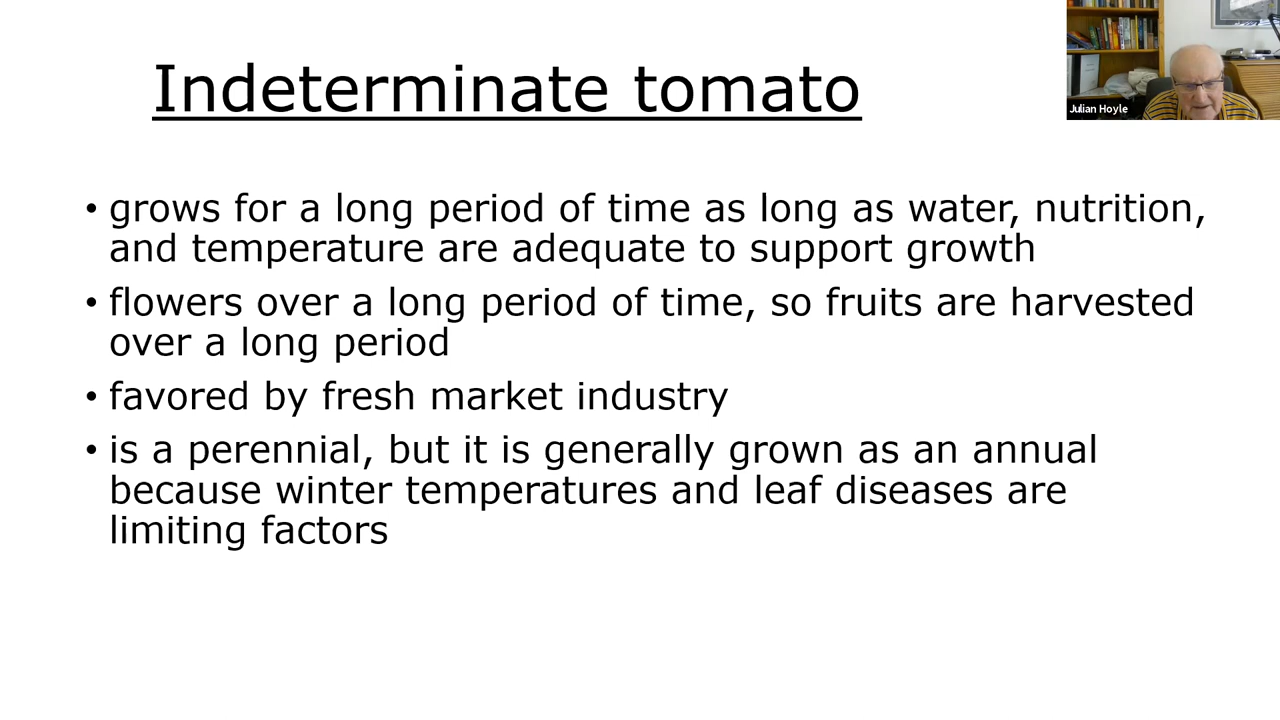 Indeterminate tomato
Julian Hoyle
• grows for a long period of time as long as water, nutrition,
and temperature are adequate to support growth
• flowers over a long period of time, so fruits are harvested
over a long period
• favored by fresh market industry
• is a perennial, but it is generally grown as an annual
because winter temperatures and leaf diseases are
limiting factors